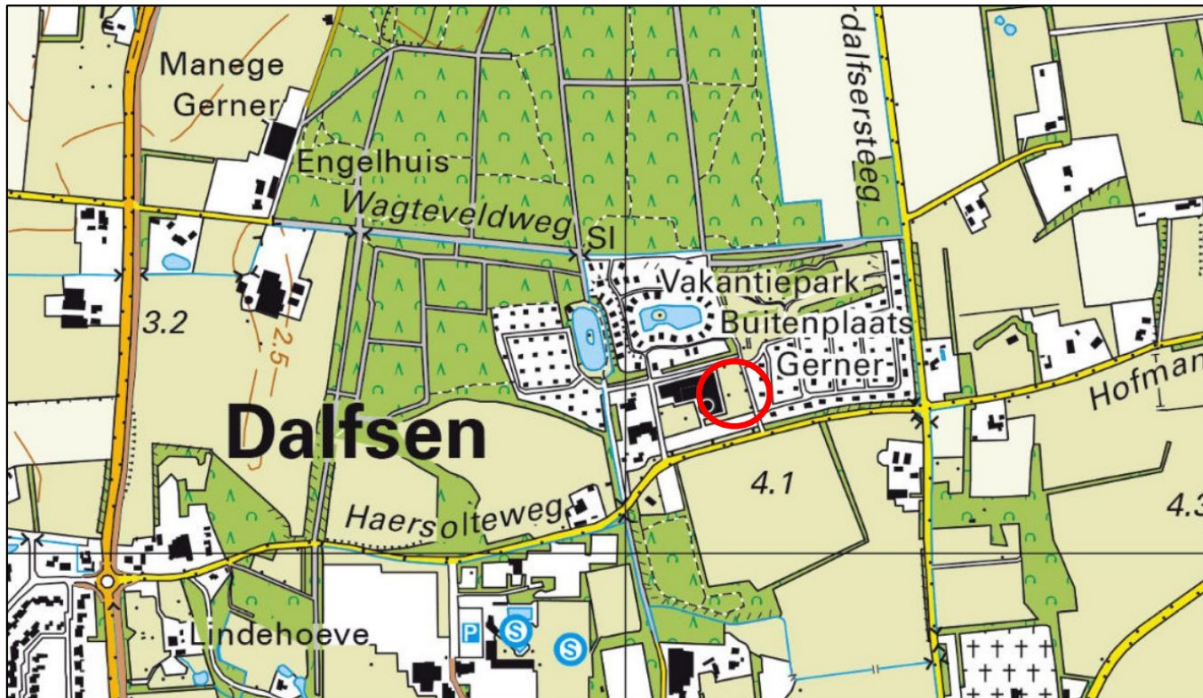 Manege
Gerner
Engelhuis
Wagteveldweg
Sl
rdalfsersteeg
Vakantiepark
Buitenplaats
Gerner
Hofman
3.2
2.5
Dalfsen
Haersolteweg
4.1
4.3
Lindehoeve
P
S
S